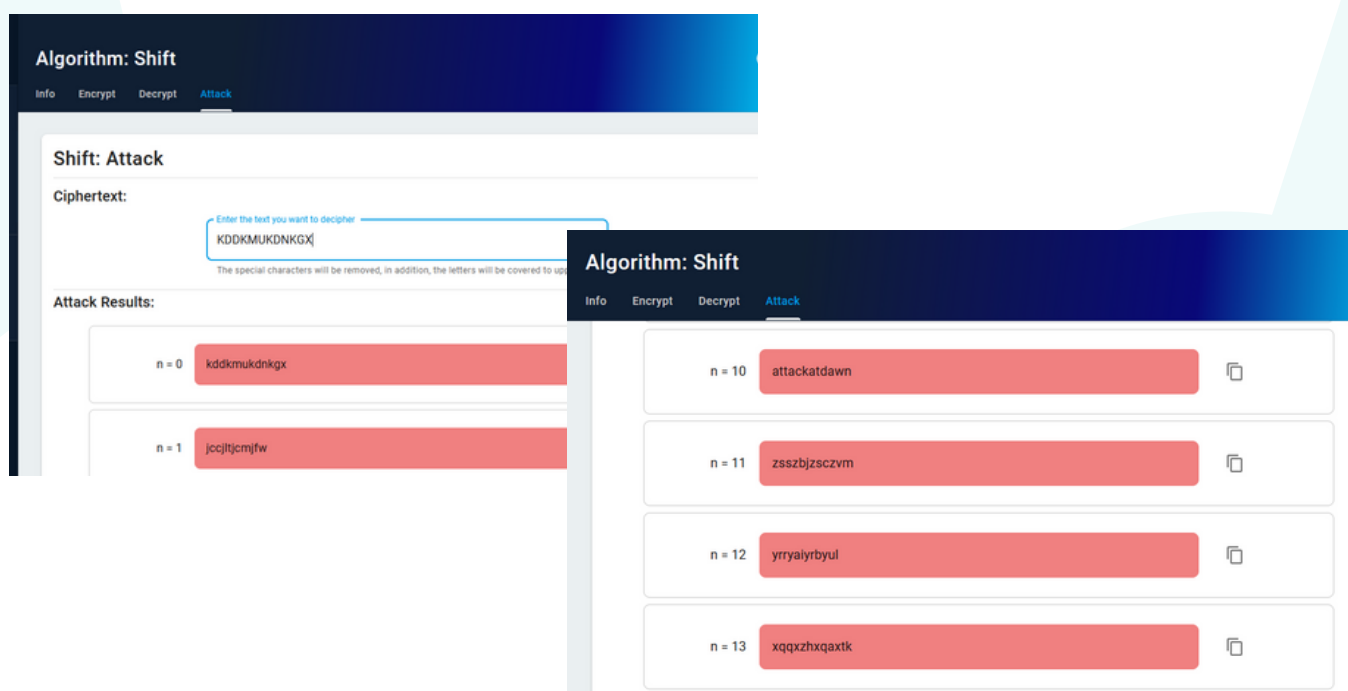 Algorithm: Shift
Info Encrypt Decrypt Attack
Shift: Attack
Ciphertext:
Enter the text you want to decipher
KDDKMUKDNKGX
The special characters will be removed, in addition, the letters will be covered to
Attack Results:
n = 0 kddkmukdnkgx
n = 1 jccjltjcmjfw
Algorithm: Shift
Info Encrypt Decrypt Attack
n = 10 attackatdawn
n = 11 zsszbjzsczvm
n = 12 yrryaiyrbyul
n = 13 xqqxzhxqaxtk